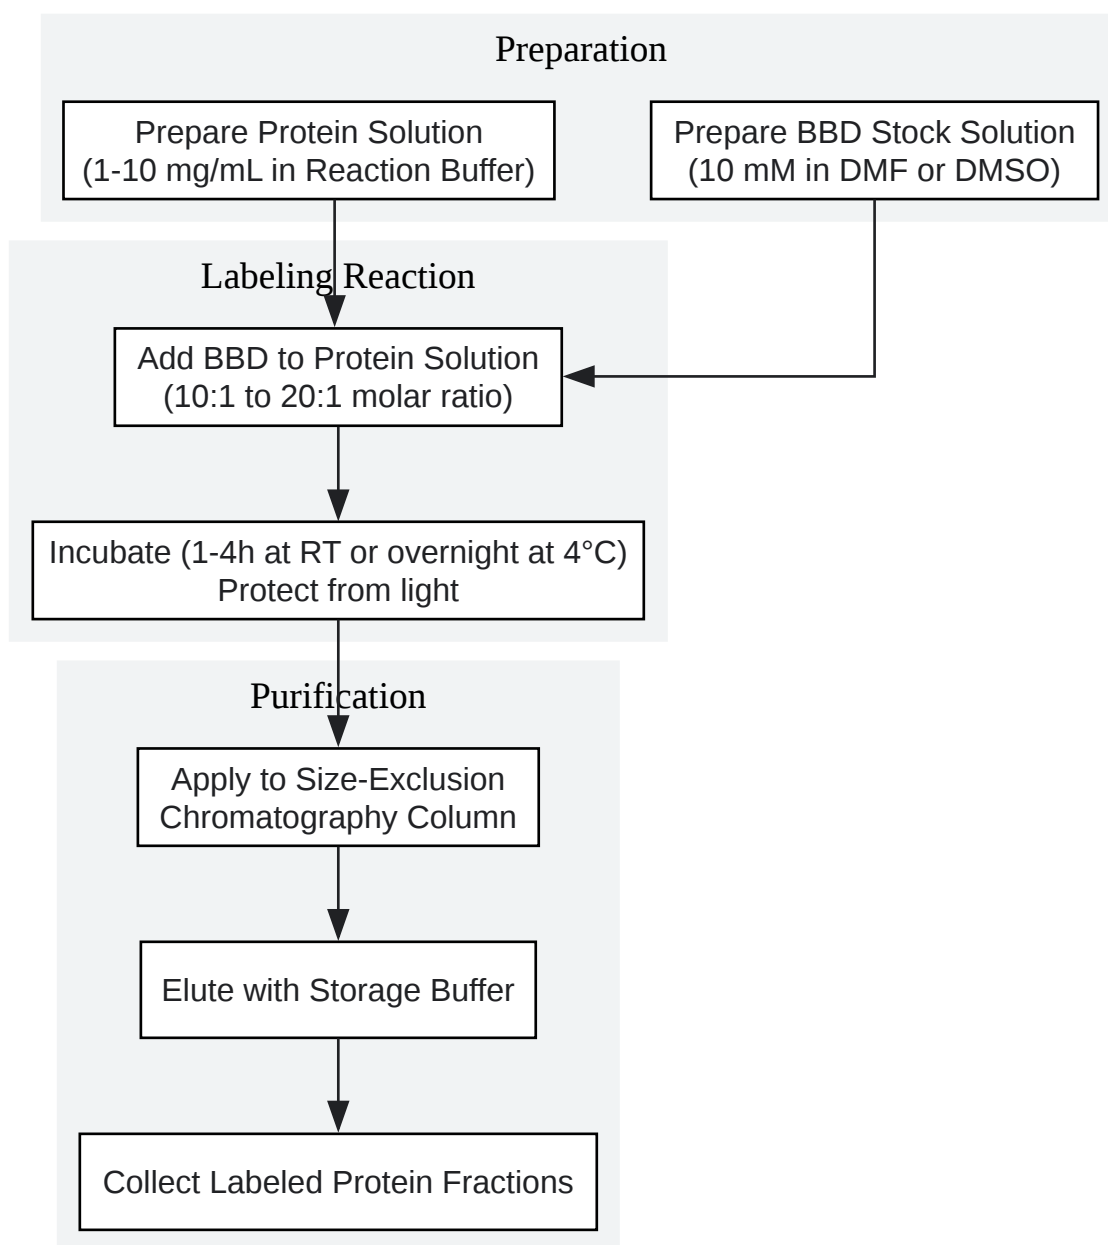 Preparation
Prepare Protein Solution
(1-10 mg/mL in Reaction Buffer)
Prepare BBD Stock Solution
(10 mM in DMF or DMSO)
Labeling Reaction
Add BBD to Protein Solution
(10:1 to 20:1 molar ratio)
Incubate (1-4h at RT or overnight at 4°C)
Protect from light
Purification
Apply to Size-Exclusion
Chromatography Column
Elute with Storage Buffer
Collect Labeled Protein Fractions